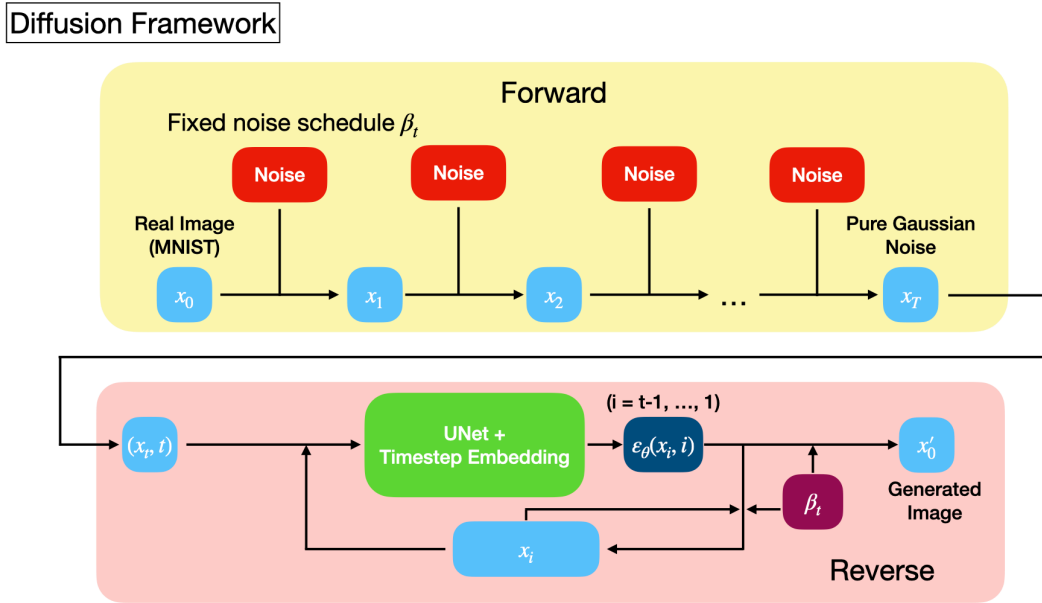 Diffusion Framework
Forward
Fixed noise schedule βt
Noise
Noise
Noise
Noise
Real Image
(MNIST)
Pure Gaussian
Noise
x0
x1
x2
...
xT
(i = t-1, ..., 1)
(xt, t)
UNet +
Timestep Embedding
εθ(xi, i)
x′0
Generated
Image
βt
xi
Reverse